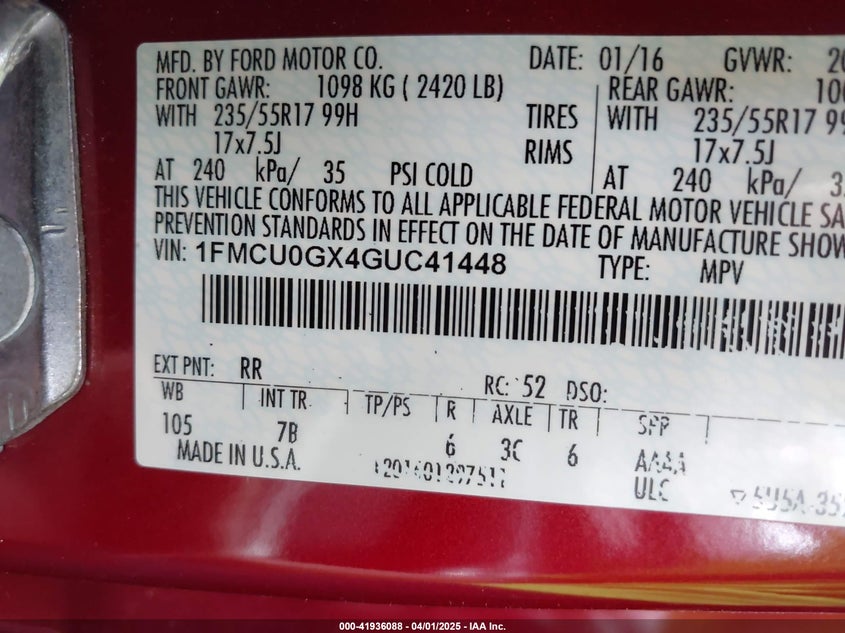 MFD. BY FORD MOTOR CO. DATE: 01/16 GVWR:
FRONT GAWR: 1098 KG ( 2420 LB) REAR GAWR:
WITH 235/55R17 99H TIRES WITH 235/55R17
17x7.5J RIMS 17x7.5J
AT 240 kPa/ 35 PSI COLD AT 240 kPa/
THIS VEHICLE CONFORMS TO ALL APPLICABLE FEDERAL MOTOR VEHICLE
PREVENTION STANDARDS IN EFFECT ON THE DATE OF MANUFACTURE
VIN: 1FMCU0GX4GUC41448 TYPE: MPV
EXT PNT: RR RC: 52 DSO:
WB INT TR TP/PS R AXLE TR SPR
105 7B 6 3C 6 AAAA
MADE IN U.S.A. ULC
000-41936088 - 04/01/2025 - IAA Inc.